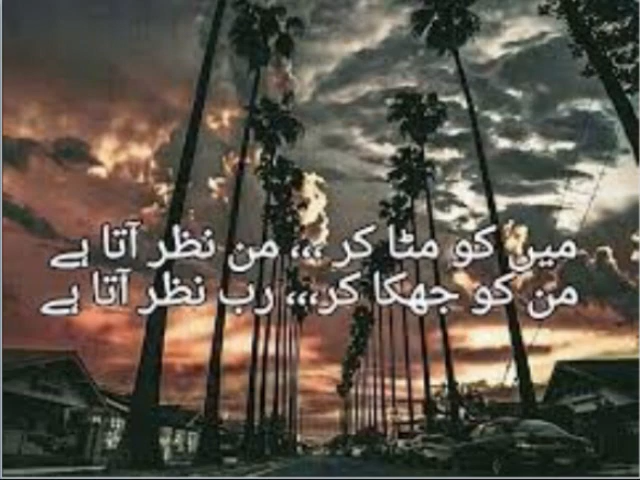 میں کو مٹا کر ،،، من نظر آتا ہے
من کو جھکا کر،،، رب نظر آتا ہے